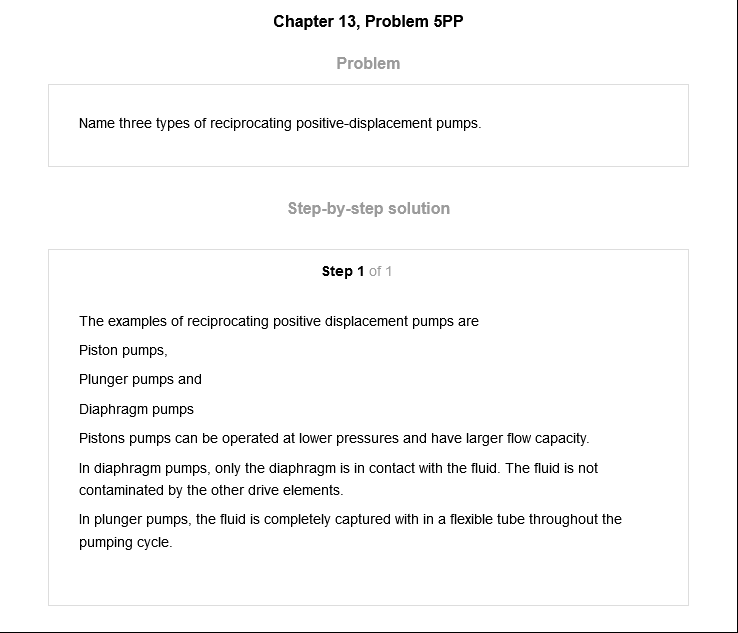 Chapter 13, Problem 5PP
Problem
Name three types of reciprocating positive-displacement pumps.
Step-by-step solution
Step 1 of 1
The examples of reciprocating positive displacement pumps are
Piston pumps,
Plunger pumps and
Diaphragm pumps
Pistons pumps can be operated at lower pressures and have larger flow capacity.
In diaphragm pumps, only the diaphragm is in contact with the fluid. The fluid is not
contaminated by the other drive elements.
In plunger pumps, the fluid is completely captured with in a flexible tube throughout the
pumping cycle.